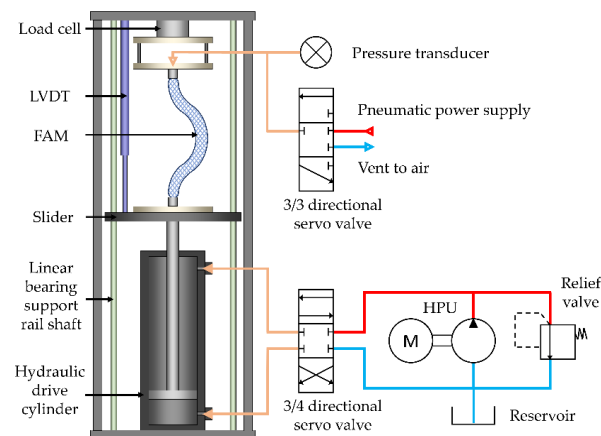 Load cell
LVDT
FAM
Slider
Linear
bearing
support
rail shaft
Hydraulic
drive
cylinder
Pressure transducer
Pneumatic power supply
Vent to air
3/3 directional
servo valve
HPU
M
Relief
valve
3/4 directional
servo valve
Reservoir